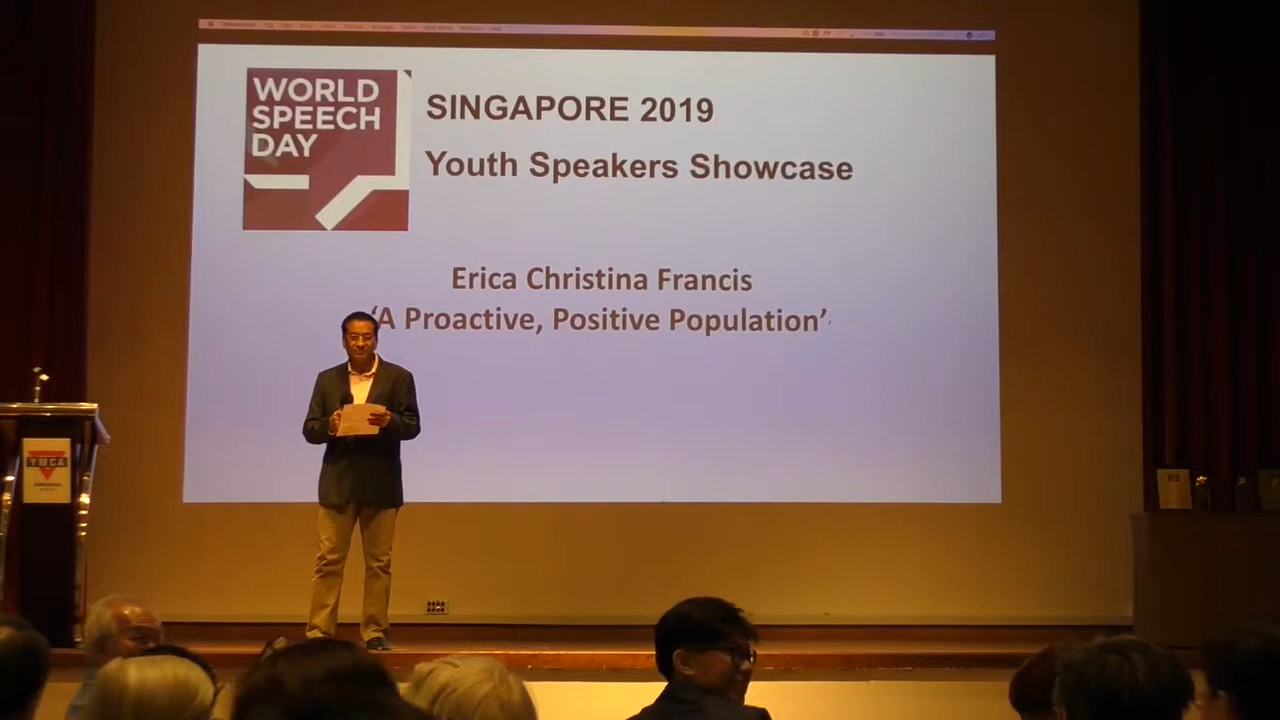 WORLD
SPEECH
DAY
SINGAPORE 2019
Youth Speakers Showcase
Erica Christina Francis
‘A Proactive, Positive Population’
YMCA